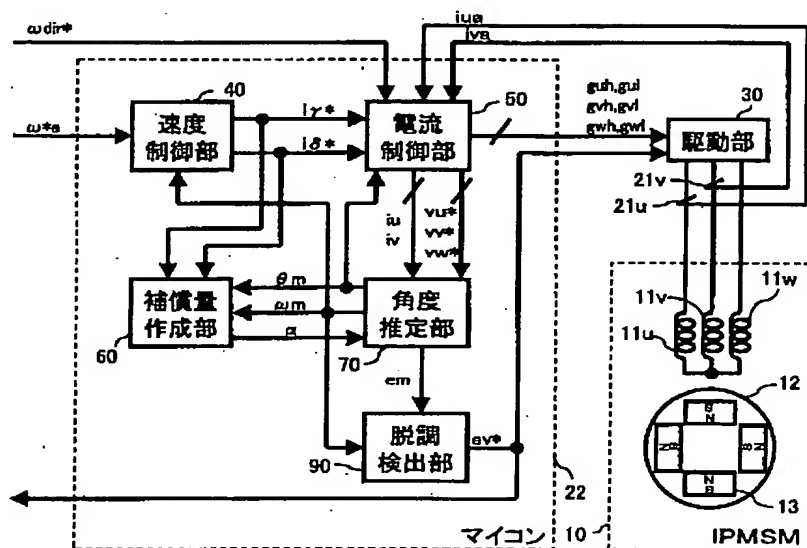 ωdir*
iua
iva
40
50
guh,gul
gvh,gvl
gwh,gwl
30
ω*a
速度
制御部
iγ*
iδ*
電流
制御部
駆動部
21v
21u
iu
iv
vu*
vv*
vw*
θm
ωm
補償量
作成部
60
角度
推定部
70
11v
11w
11u
em
12
脱調
検出部
90
22
S
N
N
S
13
マイコン
10
IPMSM